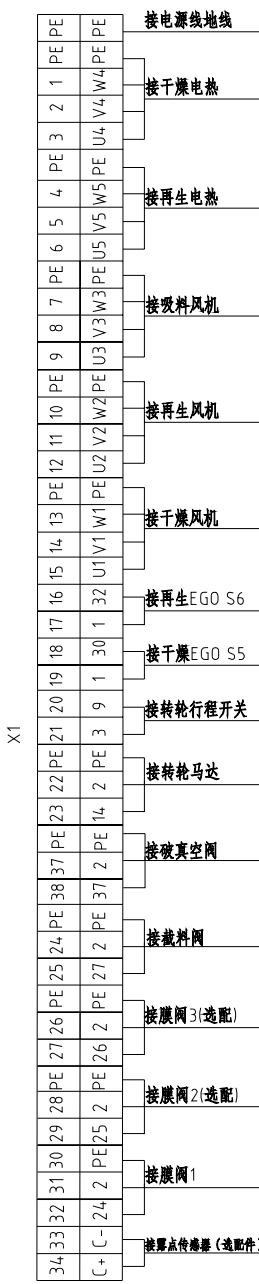 PE PE 接电源线地线
PE PE
1 W4 接干燥电热
2 V4
3 U4
PE PE
4 W5 接再生电热
5 V5
6 U5
PE PE
7 W3 接吸料风机
8 V3
9 U3
PE PE
10 W2 接再生风机
11 V2
12 U2
PE PE
13 W1 接干燥风机
14 V1
15 U1
16 32 接再生EGO S6
17 1
18 30 接干燥EGO S5
19 1
20 9 接转轮行程开关
21 3
X1
PE PE
22 2 接转轮马达
23 14
PE PE
37 2 接破真空阀
38 37
PE PE
24 2 接截料阀
25 27
PE PE
26 2 接膜阀3(选配)
27 26
PE PE
28 2 接膜阀2(选配)
29 25
30 PE
31 2 接膜阀1
32 24
33 C-
34 C+ 接露点传感器（选配件）